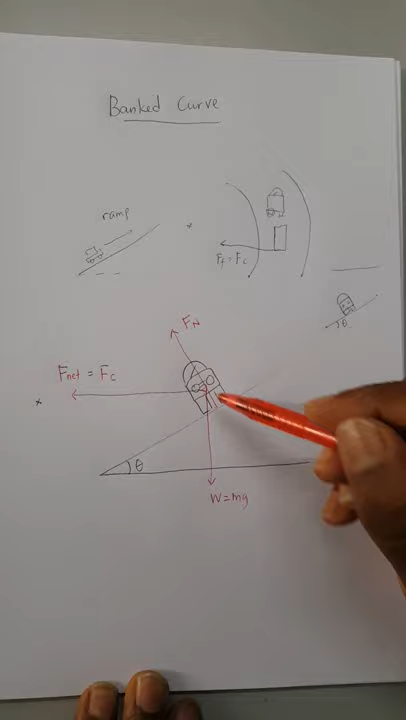 Banked Curve
ramp
Ff = Fc
θ
FN
Fnet = Fc
θ
W=mg